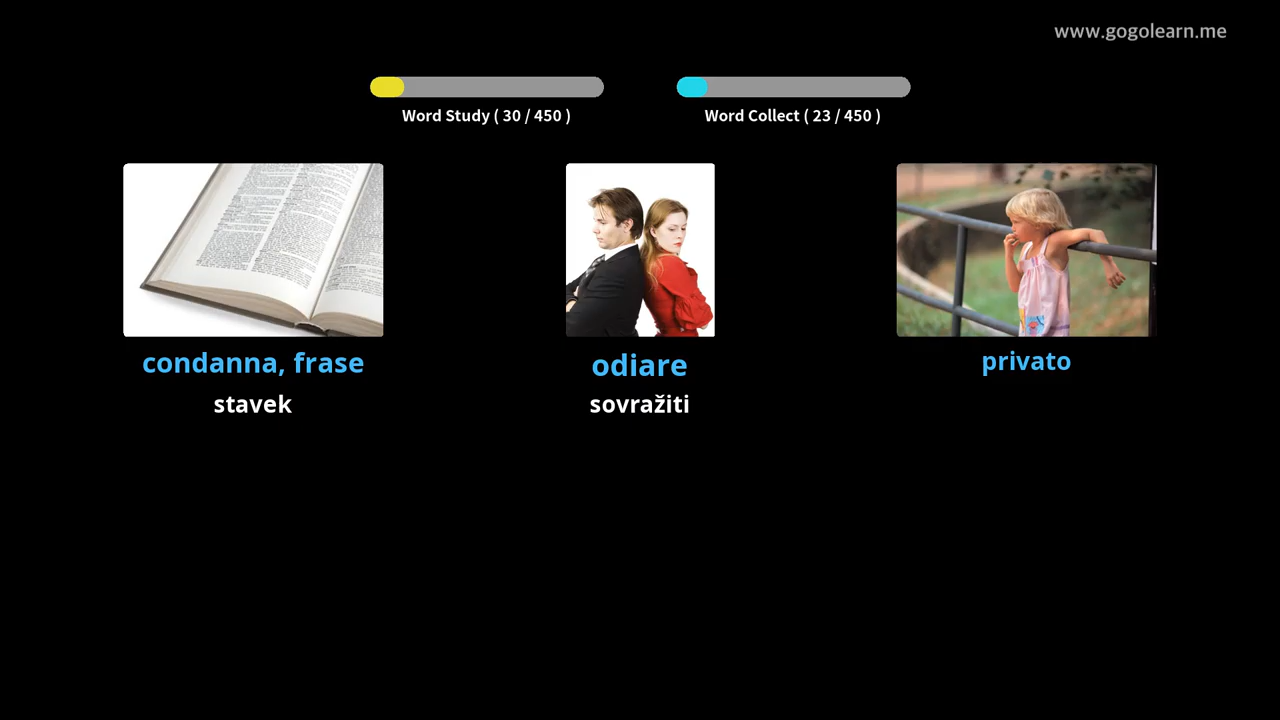 www.gogolearn.me
Word Study ( 30 / 450 )
Word Collect ( 23 / 450 )
condanna, frase
stavek
odiare
sovražiti
privato